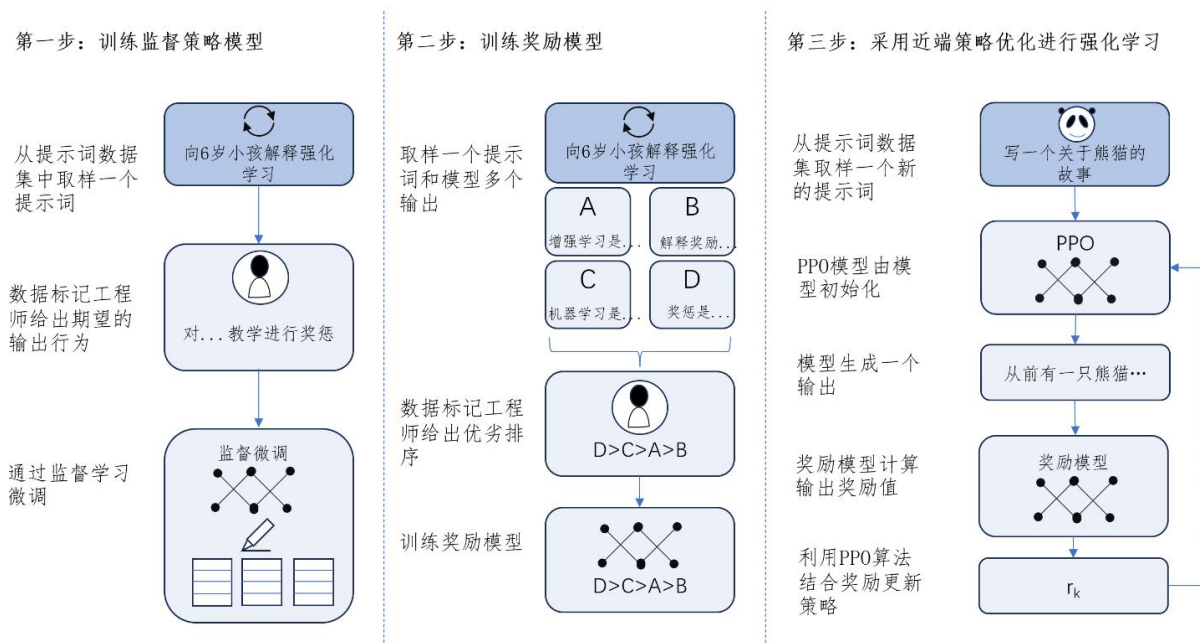 第一步：训练监督策略模型
从提示词数据
集中取样一个
提示词
向6岁小孩解释强化
学习
数据标记工程
师给出期望的
输出行为
对...教学进行奖惩
通过监督学习
微调
监督微调
第二步：训练奖励模型
取样一个提示
词和模型多个
输出
向6岁小孩解释强化
学习
A
增强学习是...
B
解释奖励...
C
机器学习是...
D
奖惩是...
数据标记工程
师给出优劣排
序
D>C>A>B
训练奖励模型
D>C>A>B
第三步：采用近端策略优化进行强化学习
从提示词数据
集取样一个新
的提示词
写一个关于熊猫的
故事
PPO模型由模
型初始化
PPO
模型生成一个
输出
从前有一只熊猫…
奖励模型计算
输出奖励值
奖励模型
利用PPO算法
结合奖励更新
策略
rk